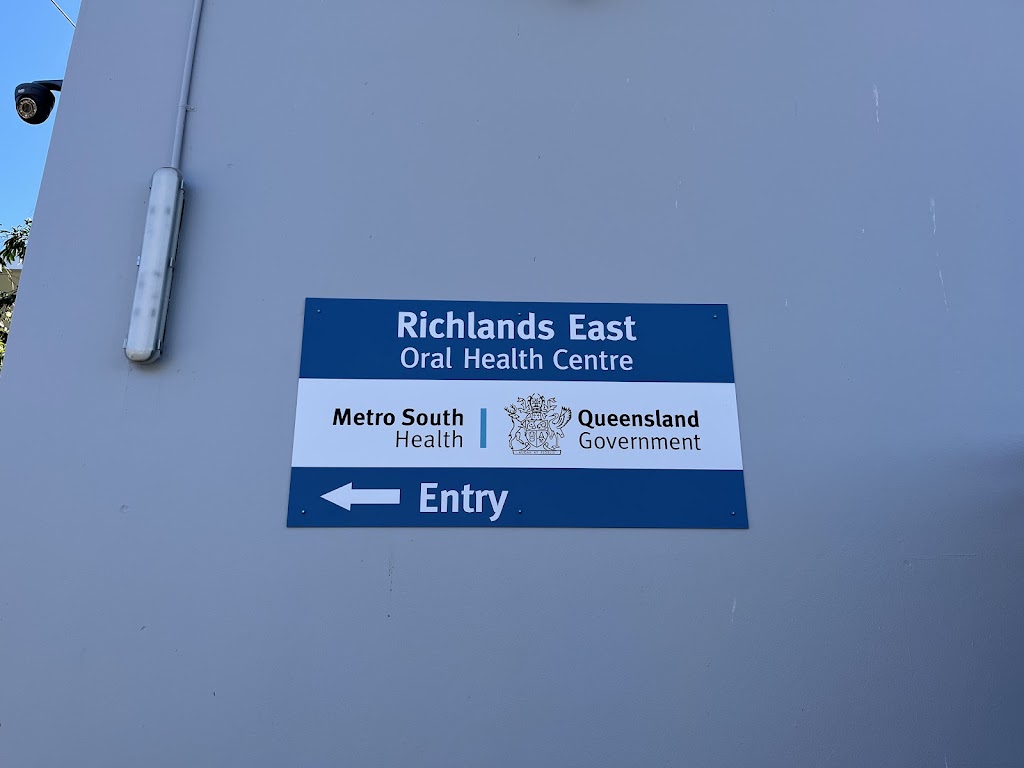 Richlands East
Oral Health Centre
Metro South
Health
Queensland
Government
Entry